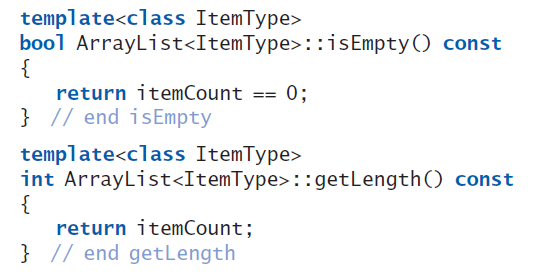 template<class ItemType>
bool ArrayList<ItemType>::isEmpty() const
{
return itemCount == 0;
} // end isEmpty
template<class ItemType>
int ArrayList<ItemType>::getLength() const
{
return itemCount;
} // end getLength